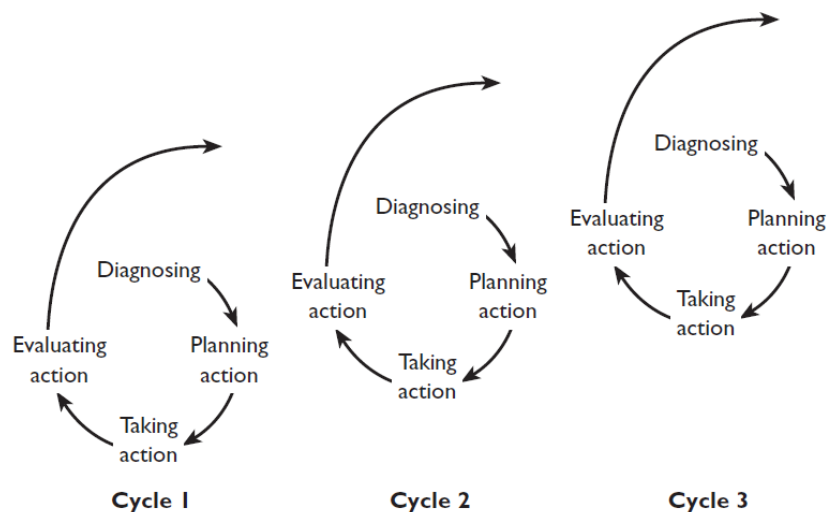 Diagnosing
Planning
action
Taking
action
Evaluating
action
Cycle 1
Diagnosing
Planning
action
Taking
action
Evaluating
action
Cycle 2
Diagnosing
Planning
action
Taking
action
Evaluating
action
Cycle 3